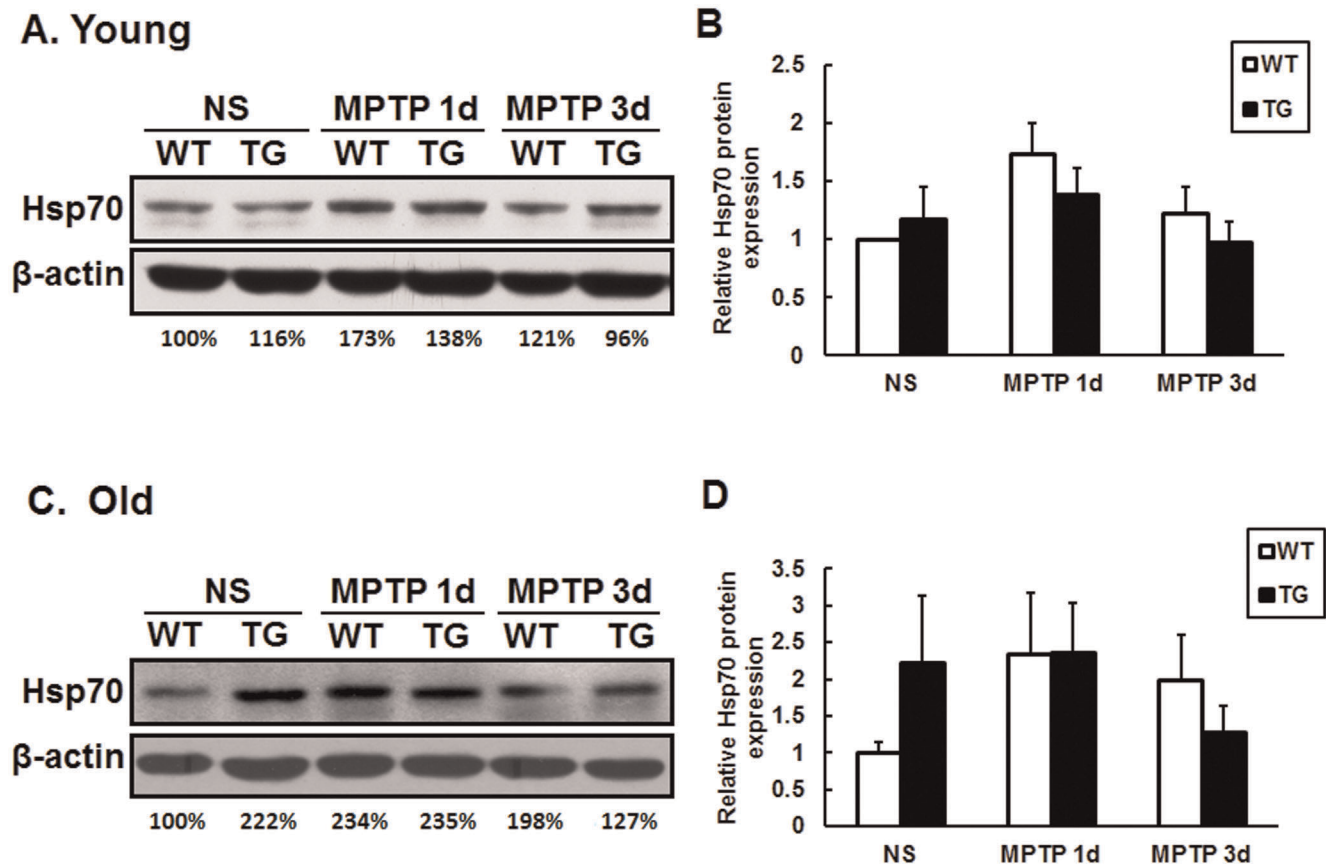 A. Young
NS MPTP 1d MPTP 3d
WT TG WT TG WT TG
Hsp70
β-actin
100% 116% 173% 138% 121% 96%
B
Relative Hsp70 protein
expression
2.5
2
1.5
1
0.5
0
NS MPTP 1d MPTP 3d
WT
TG
C. Old
NS MPTP 1d MPTP 3d
WT TG WT TG WT TG
Hsp70
β-actin
100% 222% 234% 235% 198% 127%
D
Relative Hsp70 protein
expression
3.5
3
2.5
2
1.5
1
0.5
0
NS MPTP 1d MPTP 3d
WT
TG